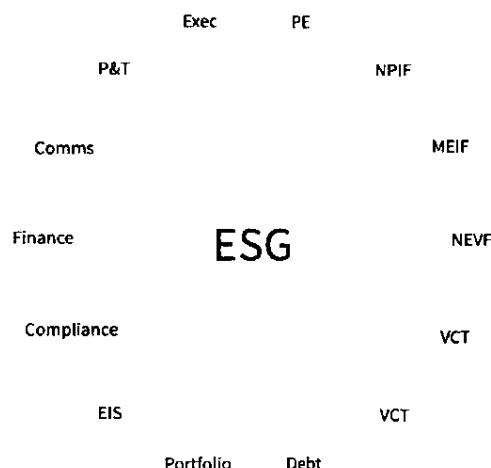 Exec PE
P&T NPIF
Comms MEIF
Finance ESG NEVF
Compliance VCT
EIS VCT
Portfolio Debt